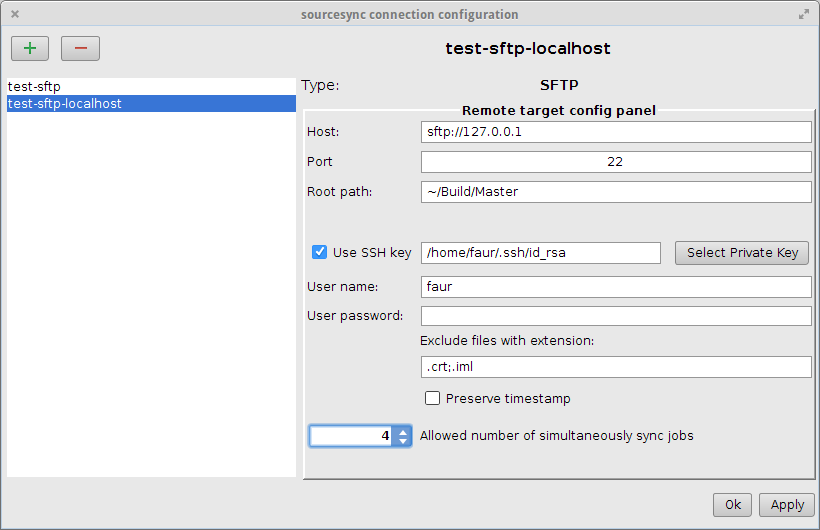 sourcesync connection configuration
test-sftp-localhost
test-sftp
test-sftp-localhost
Type: SFTP
Remote target config panel
Host: sftp://127.0.0.1
Port 22
Root path: ~/Build/Master
Use SSH key /home/faur/.ssh/id_rsa Select Private Key
User name: faur
User password:
Exclude files with extension:
.crt;.iml
Preserve timestamp
4 Allowed number of simultaneously sync jobs
Ok Apply